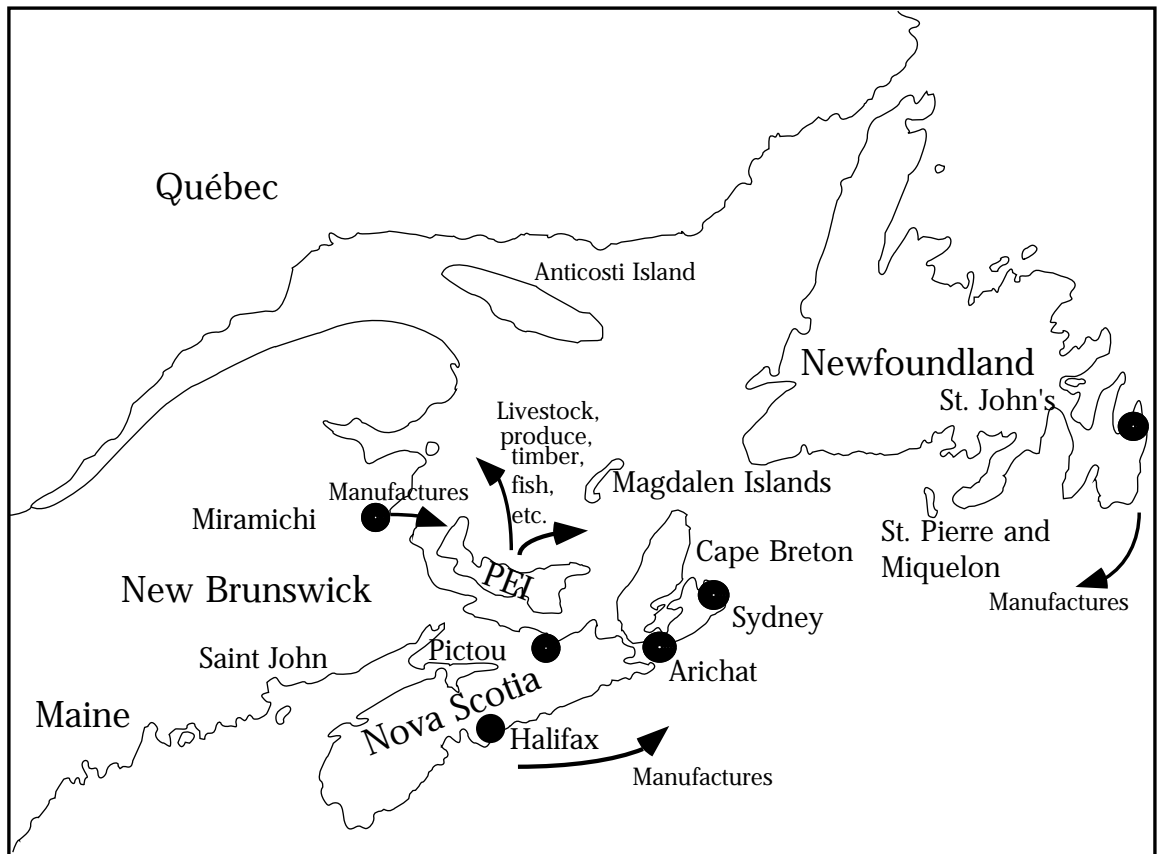 Québec
Anticosti Island
Newfoundland
St. John's
Livestock,
produce,
timber,
fish,
etc.
Magdalen Islands
Manufactures
Miramichi
St. Pierre and
Miquelon
Cape Breton
PEI
New Brunswick
Manufactures
Sydney
Saint John
Pictou
Arichat
Maine
Nova Scotia
Halifax
Manufactures